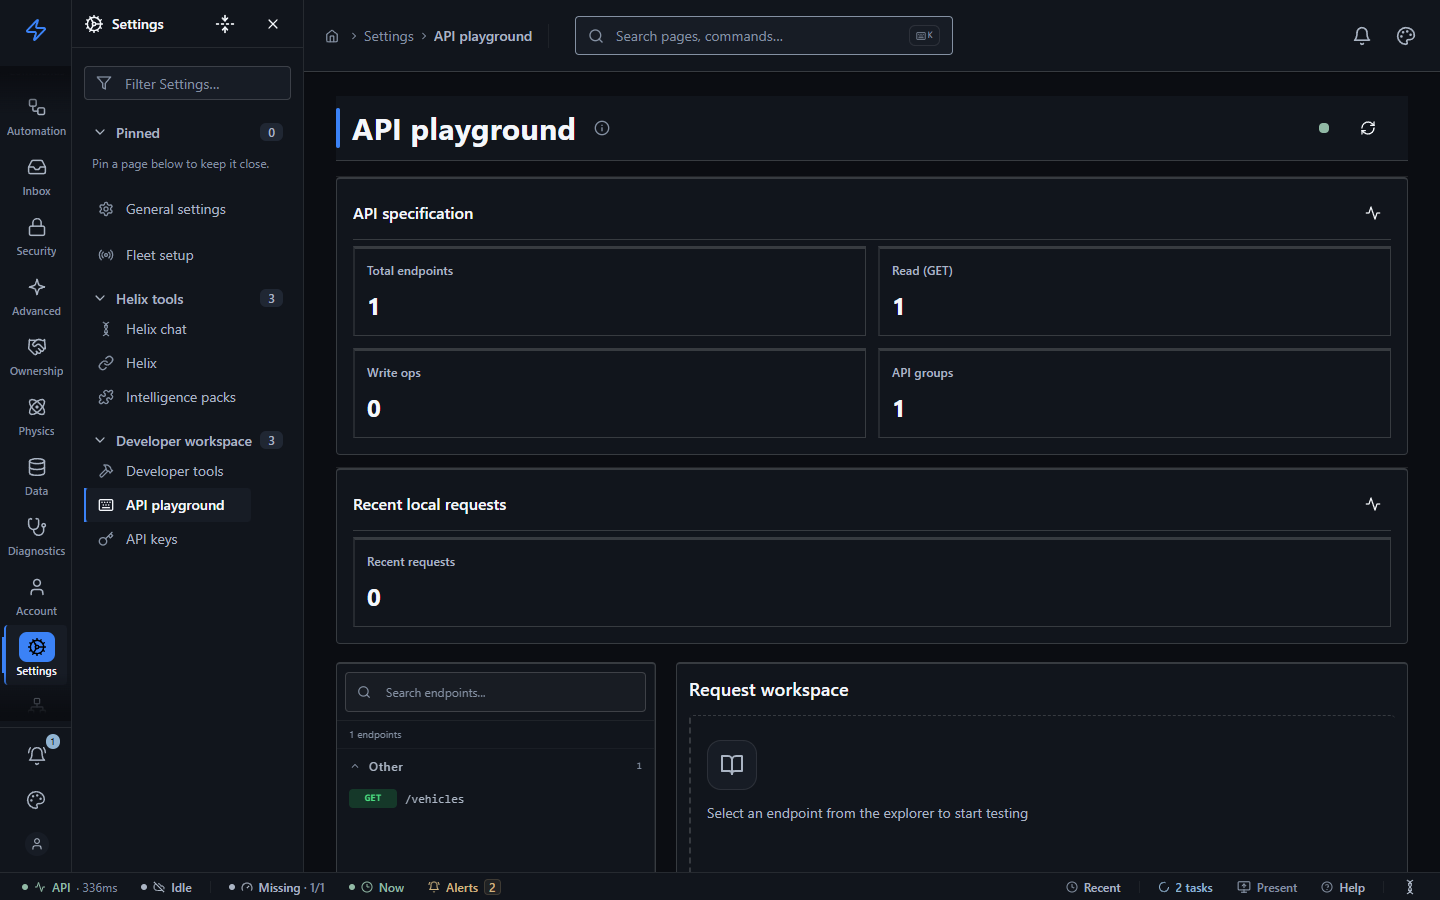 Settings
Settings
API playground
Search pages, commands...
K
Automation
Inbox
Security
Advanced
Ownership
Physics
Data
Diagnostics
Account
Settings
1
Filter Settings...
Pinned
0
Pin a page below to keep it close.
General settings
Fleet setup
Helix tools
3
Helix chat
Helix
Intelligence packs
Developer workspace
3
Developer tools
API playground
API keys
API playground
API specification
Total endpoints
1
Read (GET)
1
Write ops
0
API groups
1
Recent local requests
Recent requests
0
Search endpoints...
1 endpoints
Other
1
GET /vehicles
Request workspace
Select an endpoint from the explorer to start testing
API · 336ms
Idle
Missing · 1/1
Now
Alerts 2
Recent
2 tasks
Present
Help